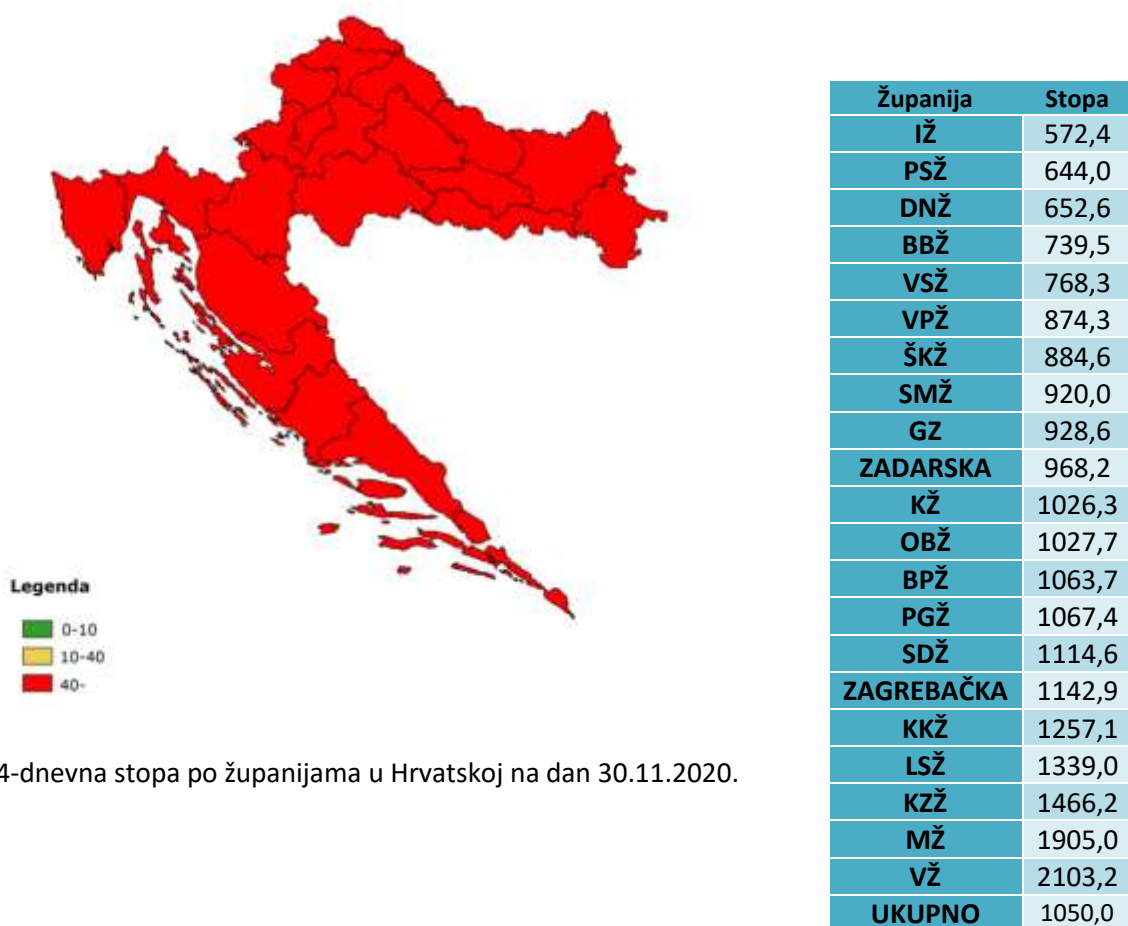 Legenda
0-10
10-40
40-
4-dnevna stopa po županijama u Hrvatskoj na dan 30.11.2020.
Županija Stopa
IŽ 572,4
PSŽ 644,0
DNŽ 652,6
BBŽ 739,5
VSŽ 768,3
VPŽ 874,3
ŠKŽ 884,6
SMŽ 920,0
GZ 928,6
ZADARSKA 968,2
KŽ 1026,3
OBŽ 1027,7
BPŽ 1063,7
PGŽ 1067,4
SDŽ 1114,6
ZAGREBAČKA 1142,9
KKŽ 1257,1
LSŽ 1339,0
KZŽ 1466,2
MŽ 1905,0
VŽ 2103,2
UKUPNO 1050,0